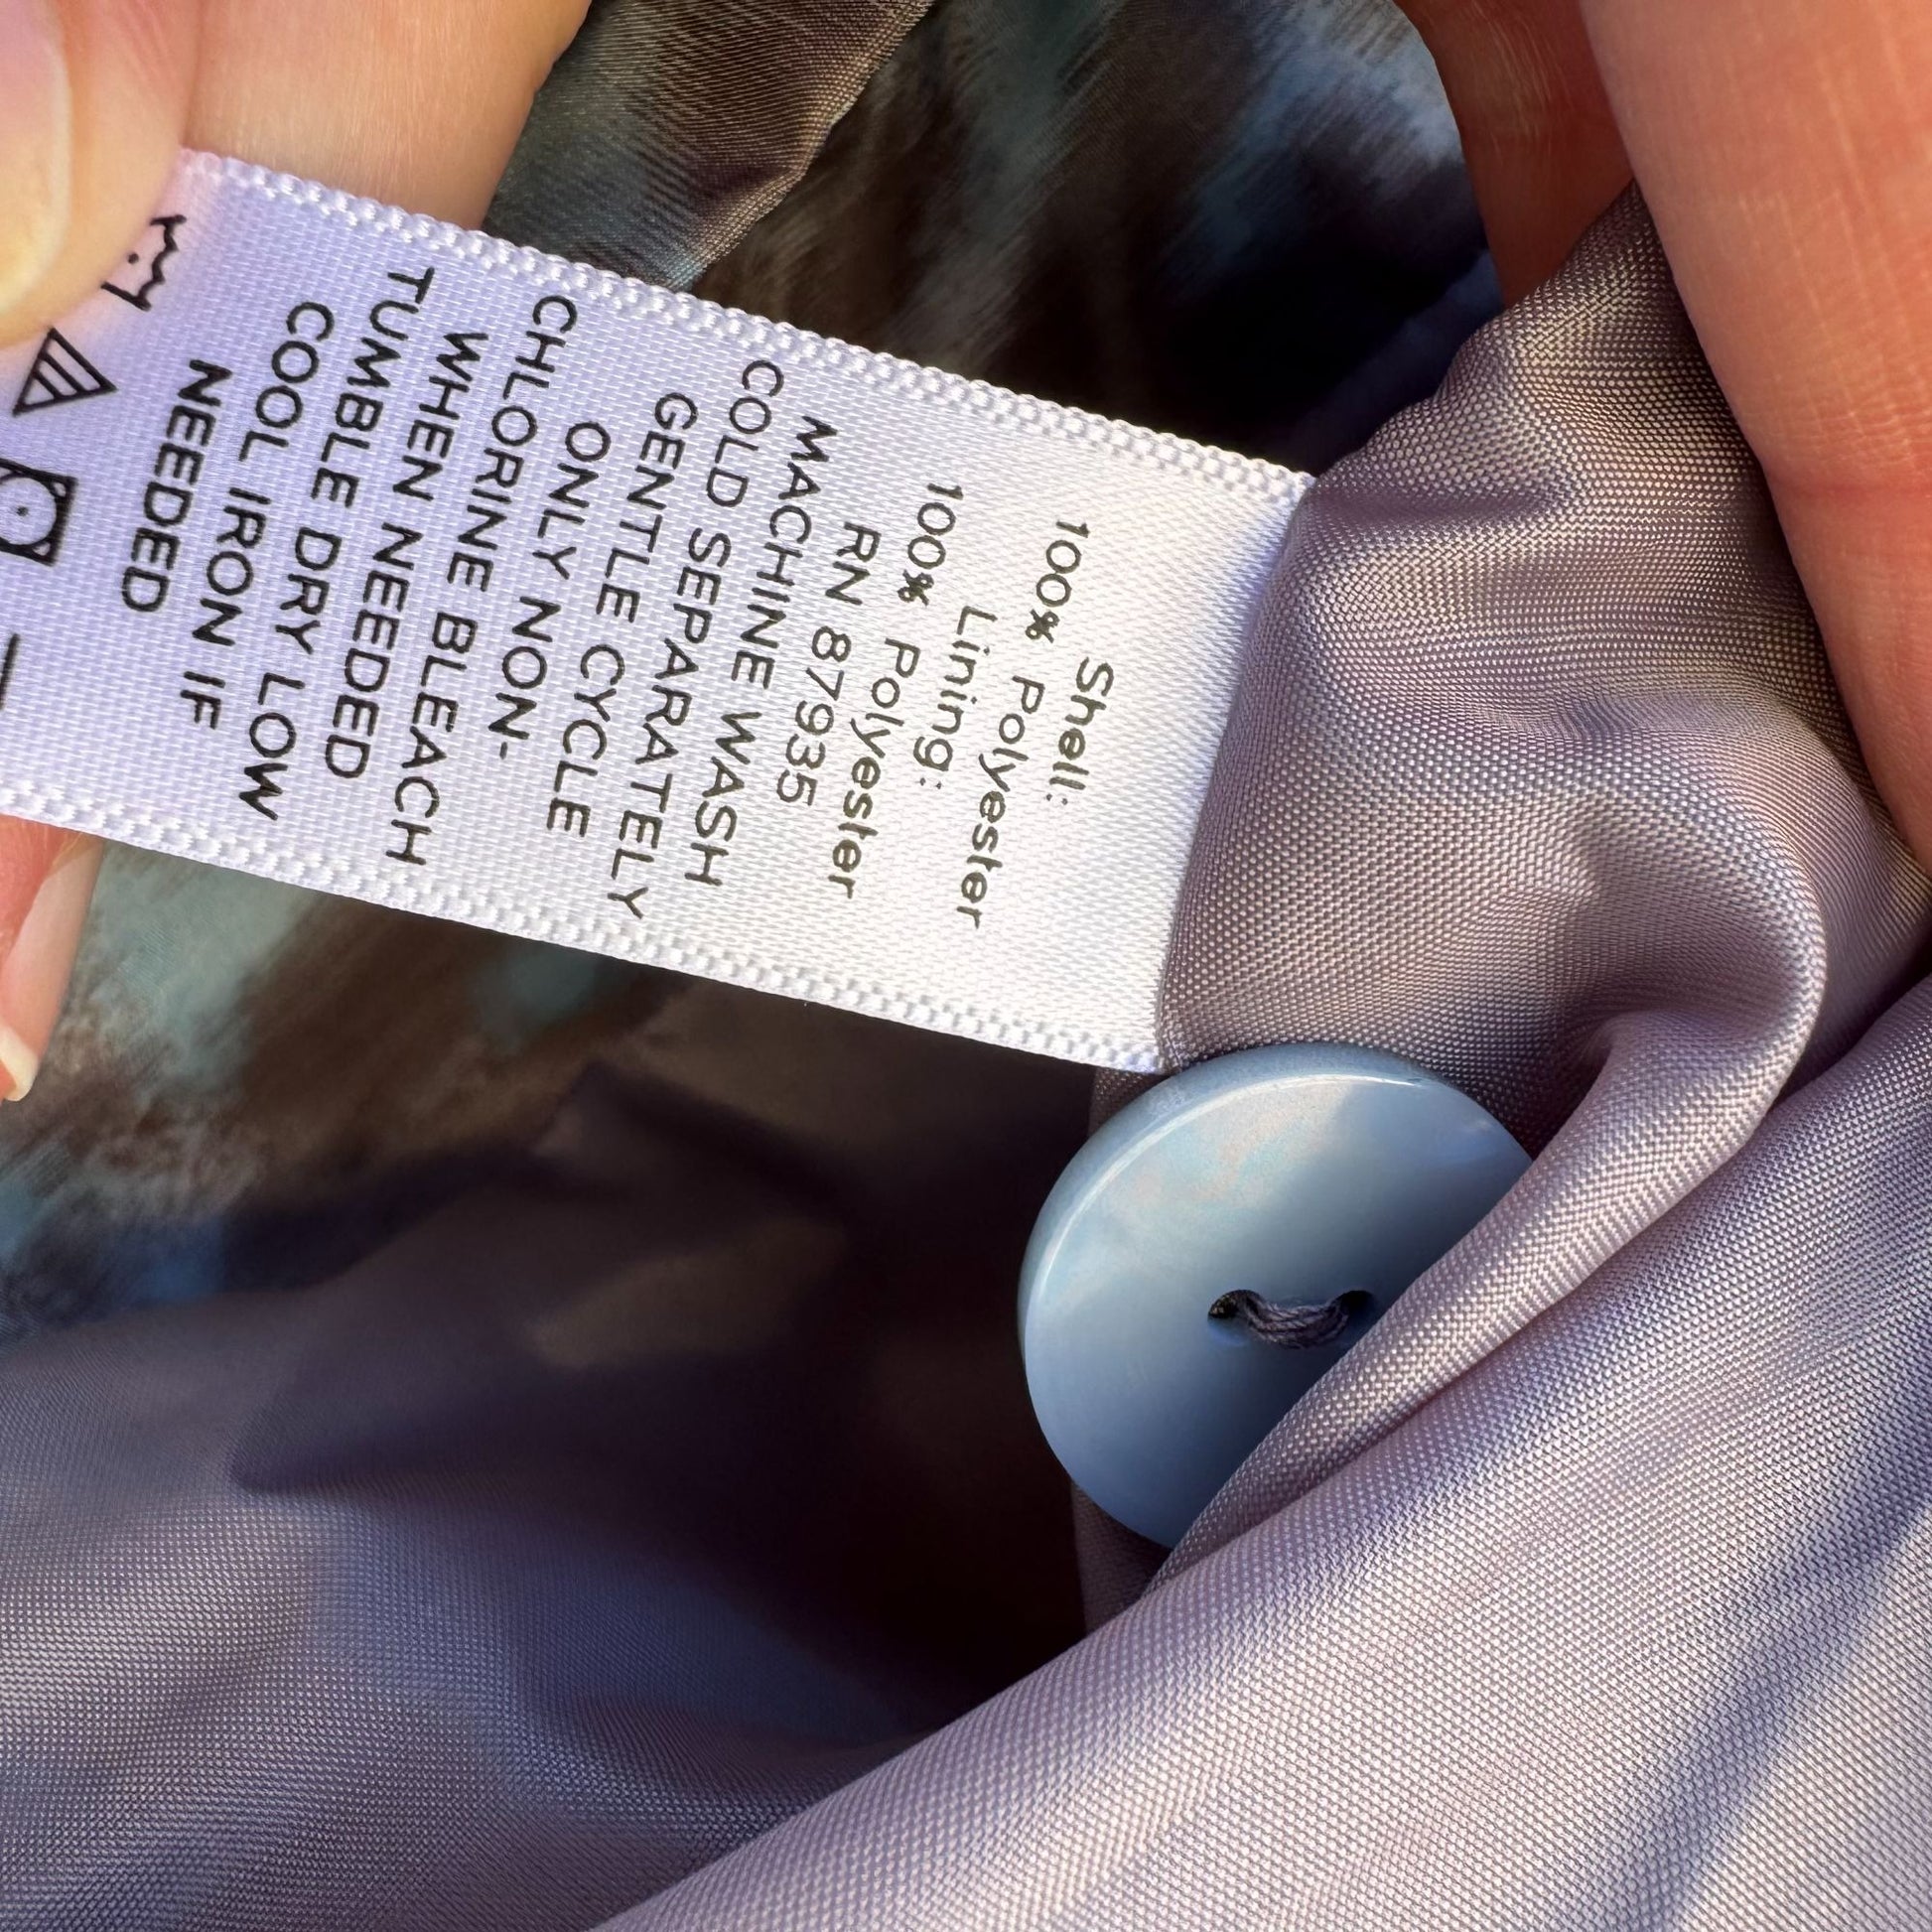 Shell:
100% Polyester
Lining:
100% Polyester
RN 87935
MACHINE WASH
COLD SEPARATELY
GENTLE CYCLE
ONLY NON-
CHLORINE BLEACH
WHEN NEEDED
TUMBLE DRY LOW
COOL IRON IF
NEEDED